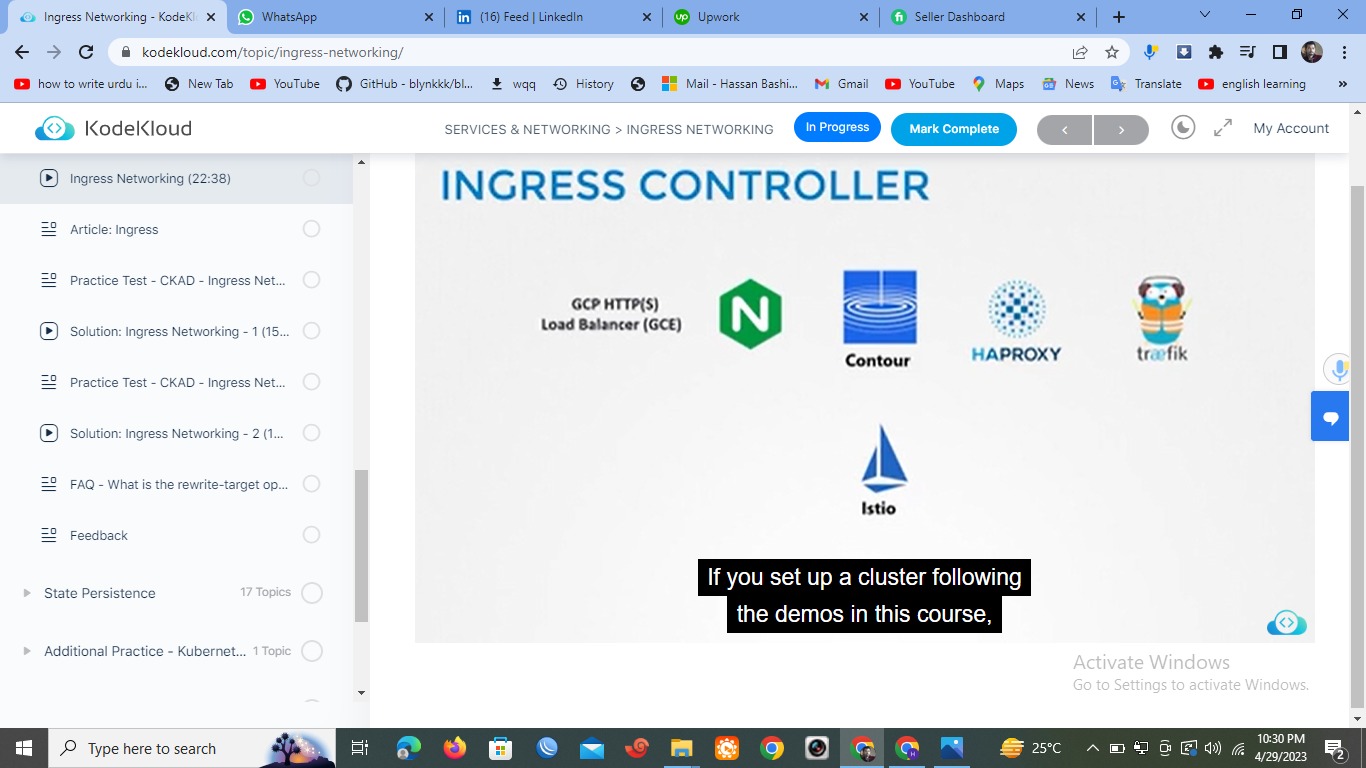 Ingress Networking - KodeKl
WhatsApp
(16) Feed | LinkedIn
Upwork
Seller Dashboard
kodekloud.com/topic/ingress-networking/
how to write urdu i...
New Tab
YouTube
GitHub - blynkkk/bl...
wqq
History
Mail - Hassan Bashi...
Gmail
YouTube
Maps
News
Translate
english learning
KodeKloud
SERVICES & NETWORKING > INGRESS NETWORKING
In Progress
Mark Complete
My Account
Ingress Networking (22:38)
Article: Ingress
Practice Test - CKAD - Ingress Net...
Solution: Ingress Networking - 1 (15...
Practice Test - CKAD - Ingress Net...
Solution: Ingress Networking - 2 (1...
FAQ - What is the rewrite-target op...
Feedback
State Persistence
17 Topics
Additional Practice - Kubernet...
1 Topic
INGRESS CONTROLLER
GCP HTTP(S)
Load Balancer (GCE)
N
Contour
HAPROXY
træfik
Istio
If you set up a cluster following
the demos in this course,
Activate Windows
Go to Settings to activate Windows.
Type here to search
25°C
10:30 PM
4/29/2023
2